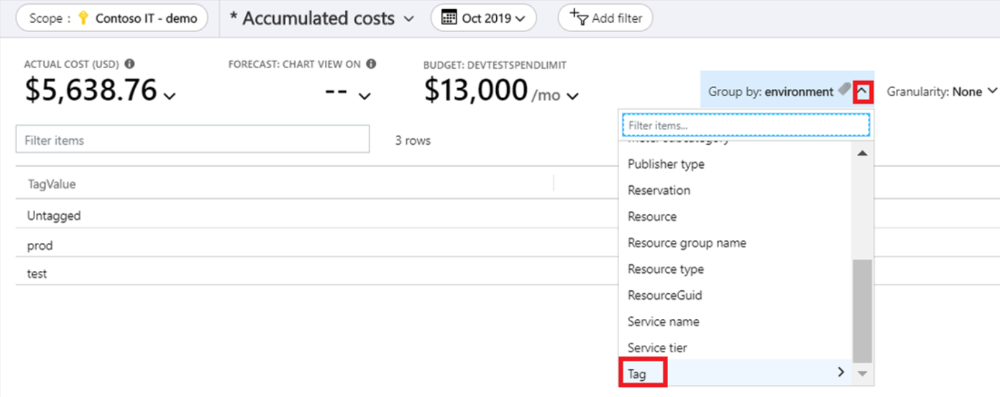 Scope : Contoso IT - demo
* Accumulated costs
Oct 2019
Add filter
ACTUAL COST (USD)
$5,638.76
FORECAST: CHART VIEW ON
--
BUDGET: DEVTESTSPENDLIMIT
$13,000 /mo
Group by: environment
Granularity: None
Filter items
3 rows
TagValue
Untagged
prod
test
Filter items...
Publisher type
Reservation
Resource
Resource group name
Resource type
ResourceGuid
Service name
Service tier
Tag